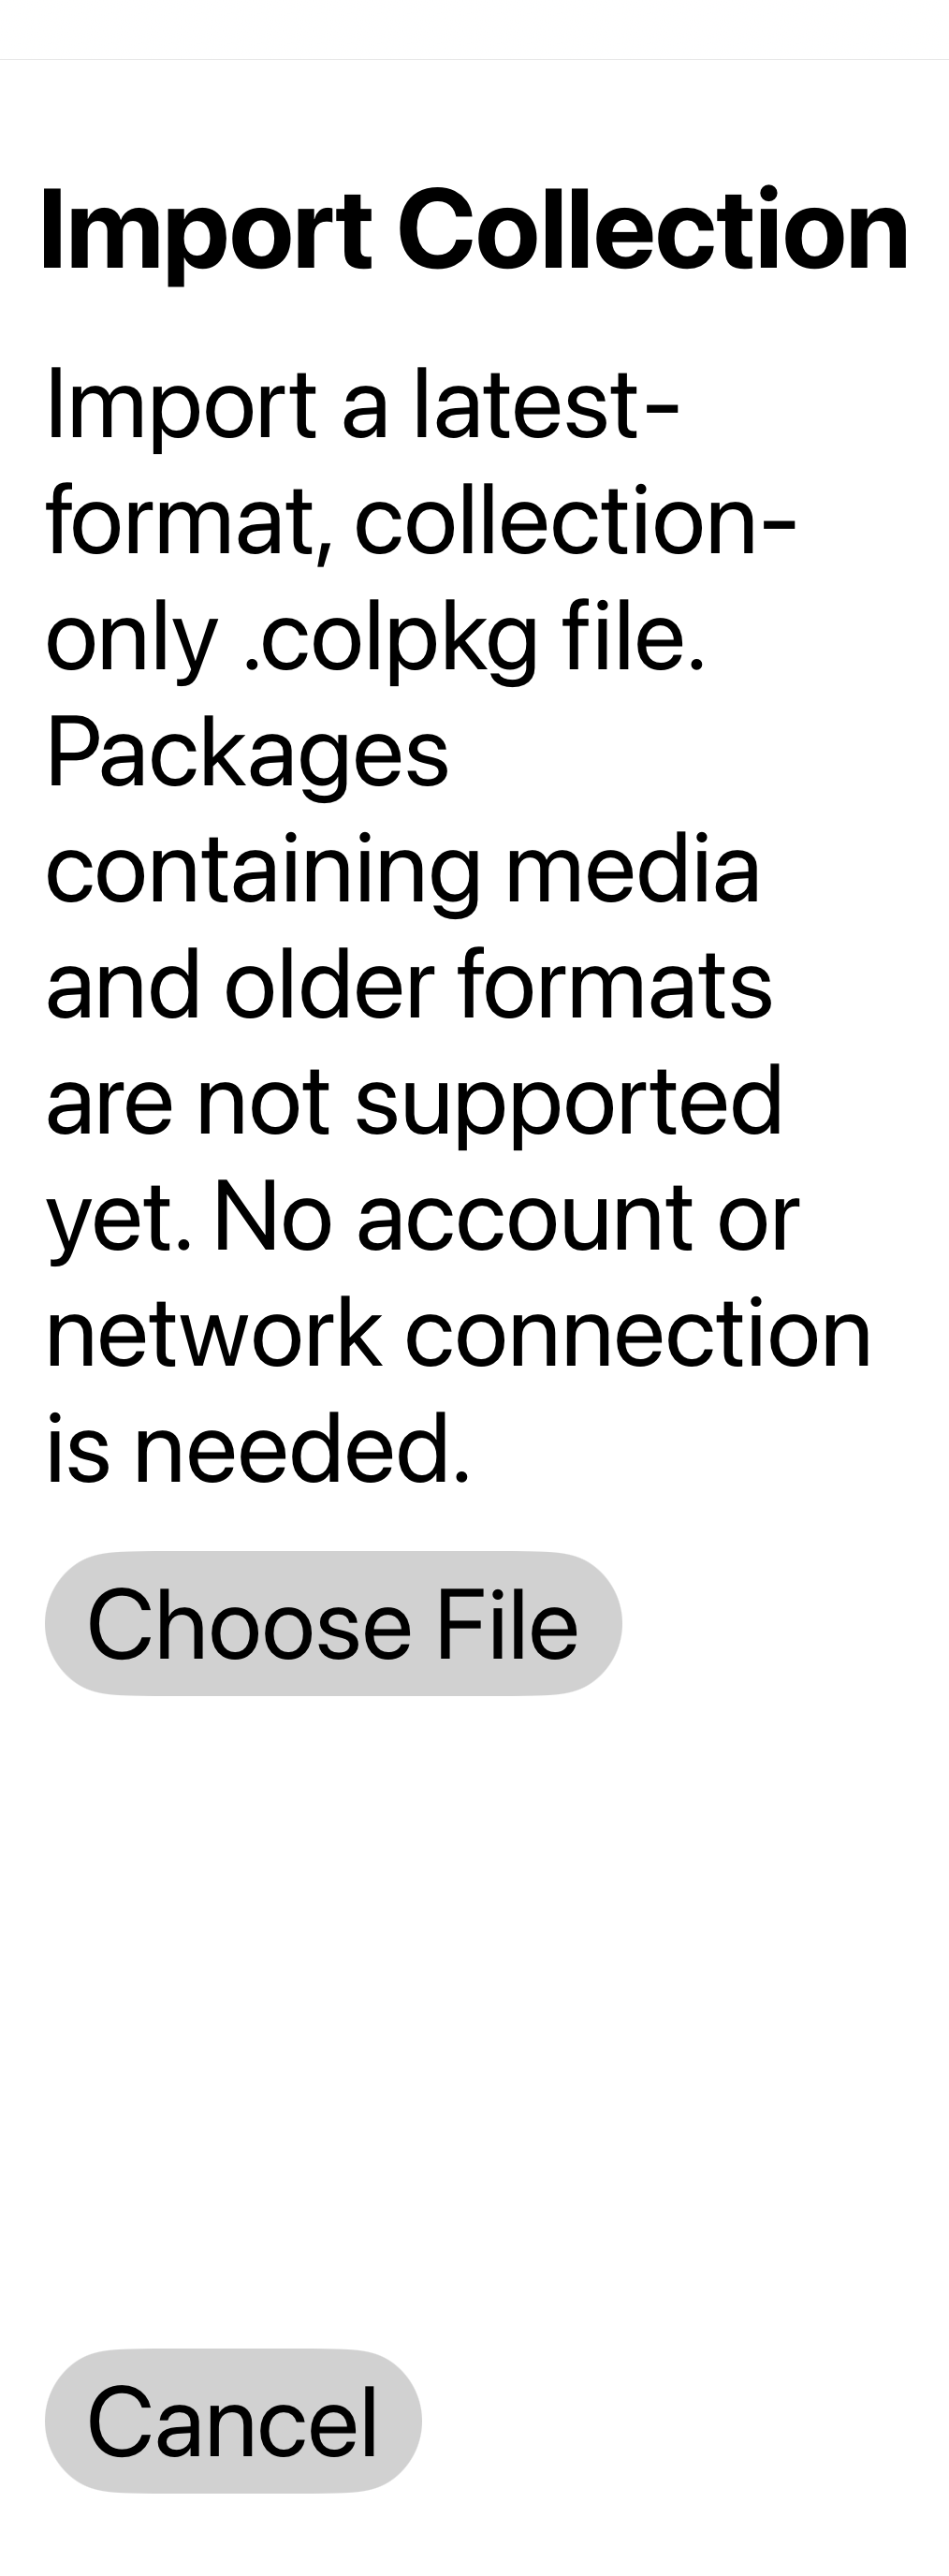 Import Collection
Import a latest-
format, collection-
only .colpkg file.
Packages
containing media
and older formats
are not supported
yet. No account or
network connection
is needed.
Choose File
Cancel